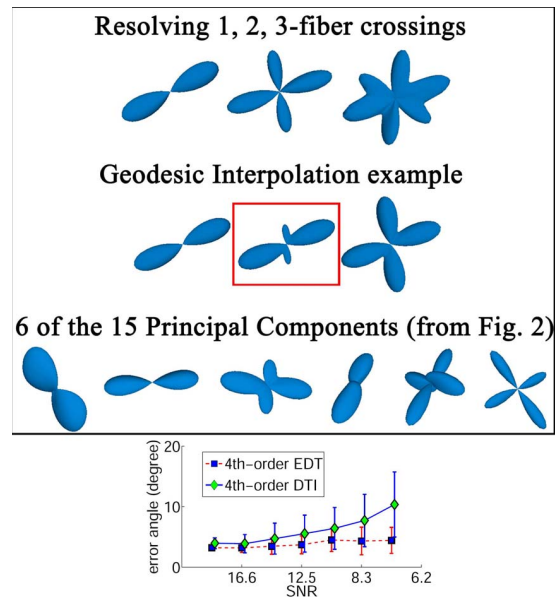 Resolving 1, 2, 3-fiber crossings
Geodesic Interpolation example
6 of the 15 Principal Components (from Fig. 2)
20
10
0
error angle (degree)
4th-order EDT
4th-order DTI
16.6 12.5 8.3 6.2
SNR